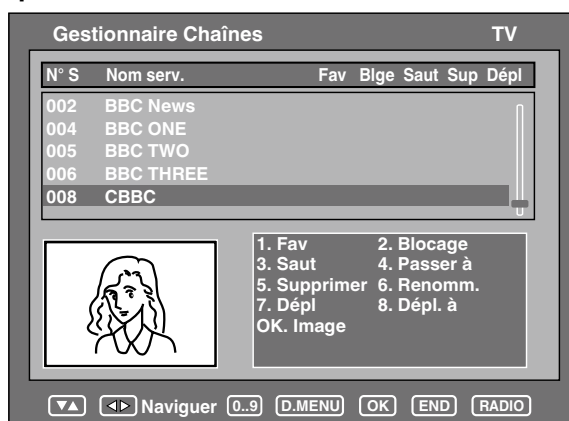 Gestionnaire Chaînes TV
N° S Nom serv. Fav Blge Saut Sup Dépl
002 BBC News
004 BBC ONE
005 BBC TWO
006 BBC THREE
008 CBBC
1. Fav 2. Blocage
3. Saut 4. Passer à
5. Supprimer 6. Renomm.
7. Dépl 8. Dépl. à
OK. Image
▼▲ ◀▶ Naviguer 0..9 D.MENU OK END RADIO